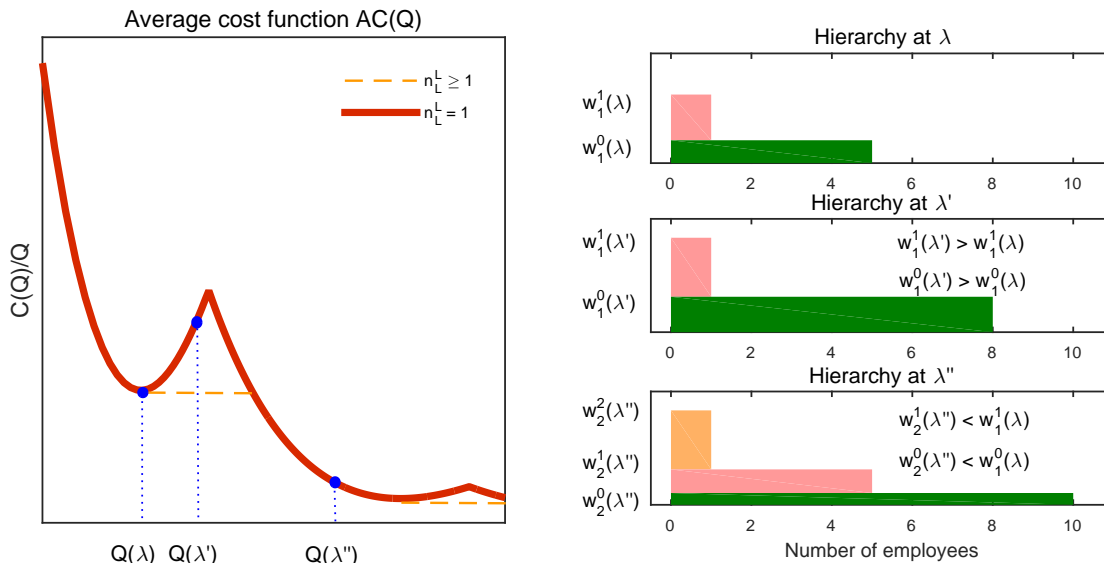 Average cost function AC(Q)
C(Q)/Q
n_L^L ≥ 1
n_L^L = 1
Q(λ) Q(λ') Q(λ'')
Hierarchy at λ
w_1^1(λ)
w_1^0(λ)
0 2 4 6 8 10
Hierarchy at λ'
w_1^1(λ')
w_1^0(λ')
w_1^1(λ') > w_1^1(λ)
w_1^0(λ') > w_1^0(λ)
0 2 4 6 8 10
Hierarchy at λ''
w_2^2(λ'')
w_2^1(λ'')
w_2^0(λ'')
w_2^1(λ'') < w_1^1(λ)
w_2^0(λ'') < w_1^0(λ)
0 2 4 6 8 10
Number of employees